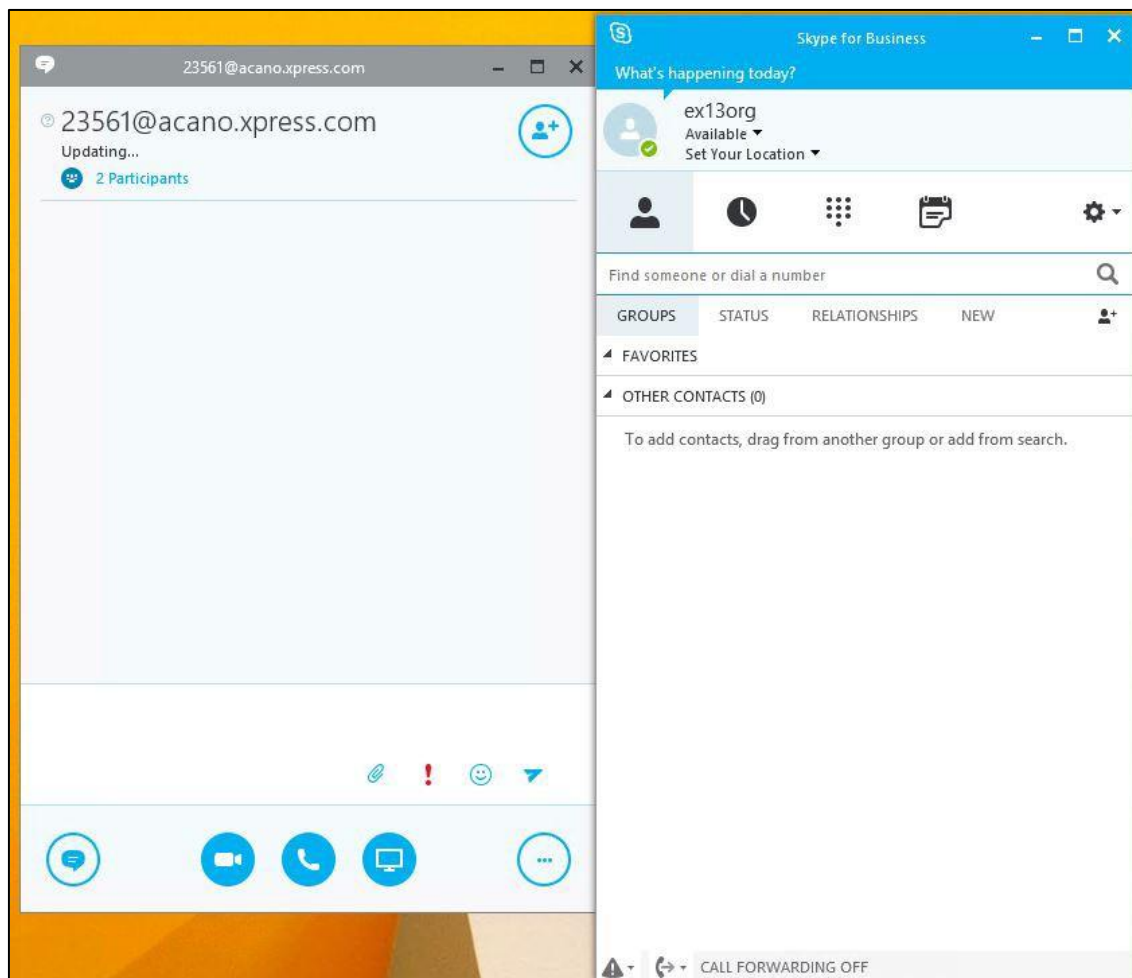 23561@acano.xpress.com
23561@acano.xpress.com
Updating...
2 Participants
Skype for Business
What's happening today?
ex13org
Available
Set Your Location
Find someone or dial a number
GROUPS STATUS RELATIONSHIPS NEW
FAVORITES
OTHER CONTACTS (0)
To add contacts, drag from another group or add from search.
CALL FORWARDING OFF